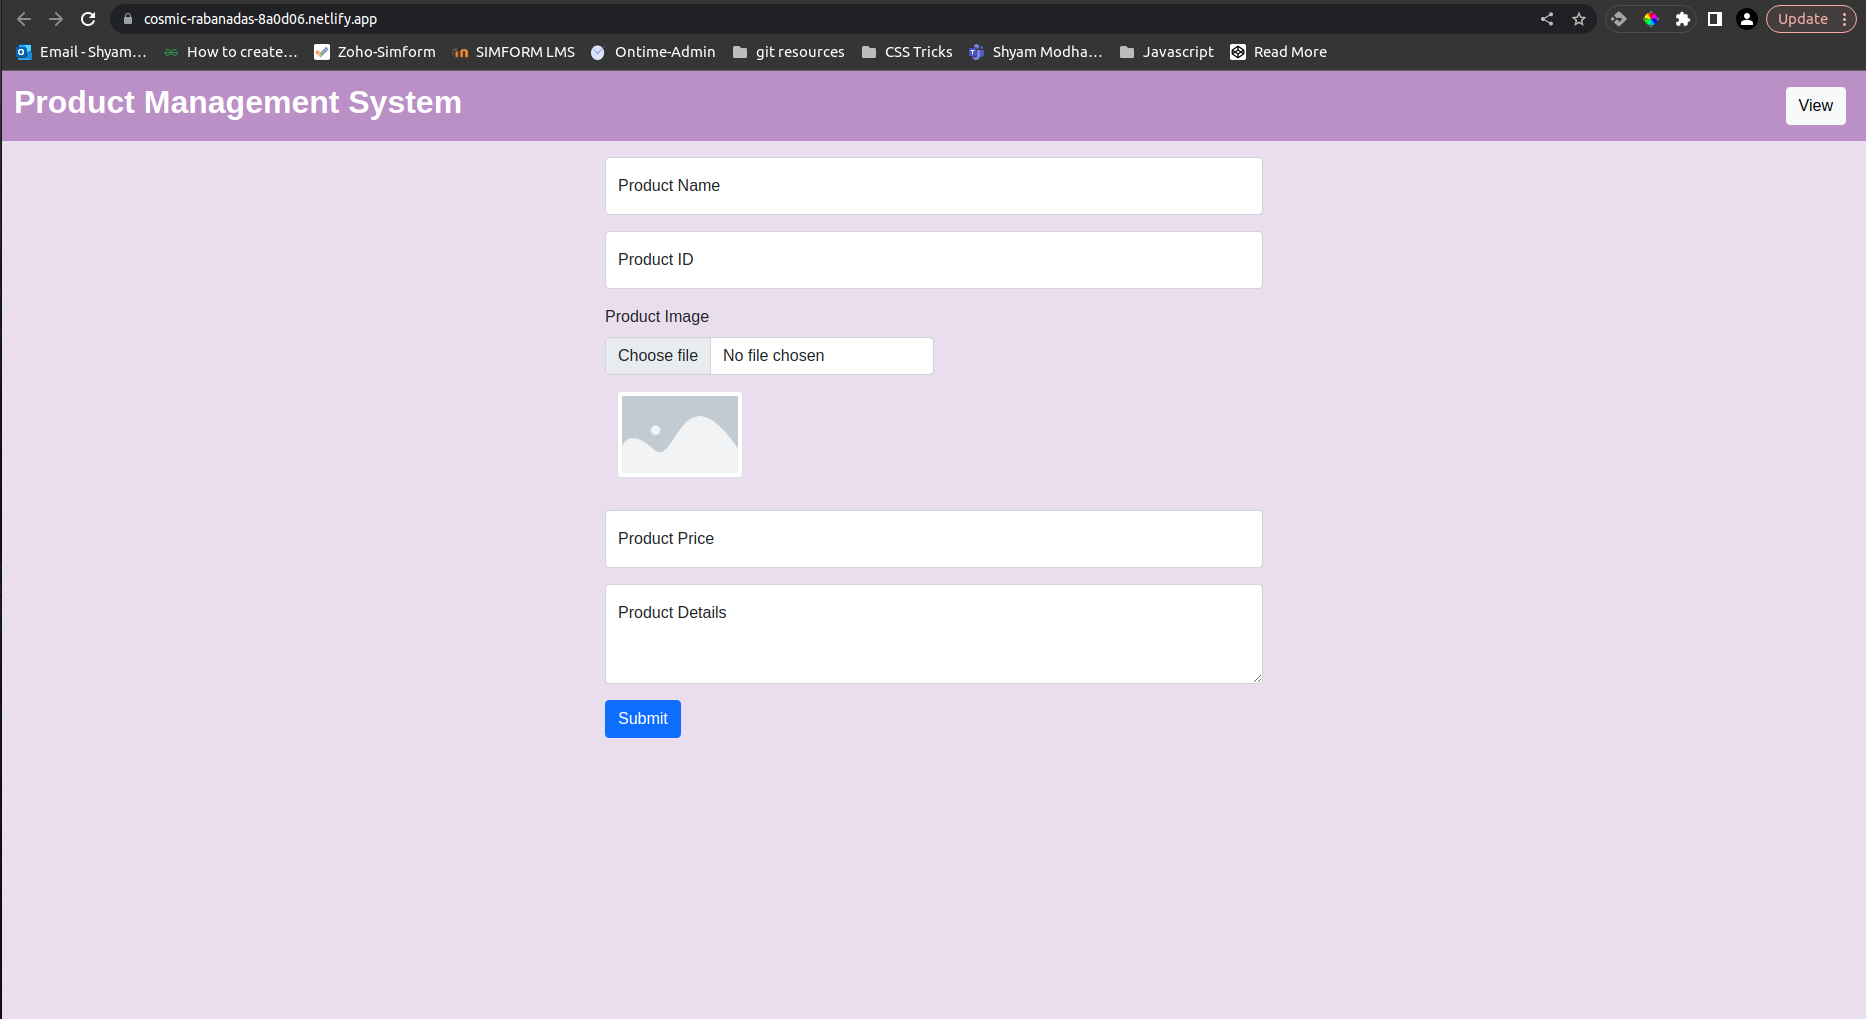 cosmic-rabanadas-8a0d06.netlify.app Update
Email - Shyam... How to create... Zoho-Simform SIMFORM LMS Ontime-Admin git resources CSS Tricks Shyam Modha... Javascript Read More
Product Management System View
Product Name
Product ID
Product Image
Choose file No file chosen
Product Price
Product Details
Submit